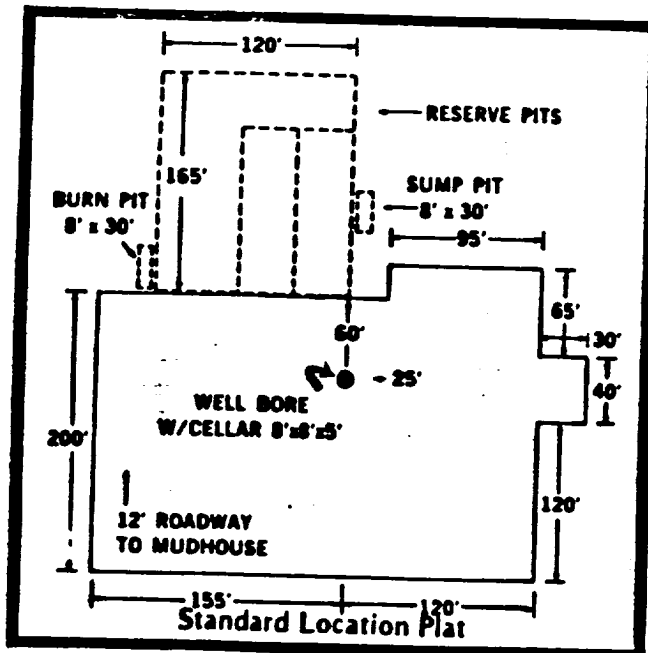 120'
RESERVE PITS
165'
BURN PIT
8' x 30'
SUMP PIT
8' x 30'
95'
65'
60'
30'
25'
40'
WELL BORE
W/CELLAR 8'x8'x5'
200'
12' ROADWAY
TO MUDHOUSE
120'
155'
120'
Standard Location Plat